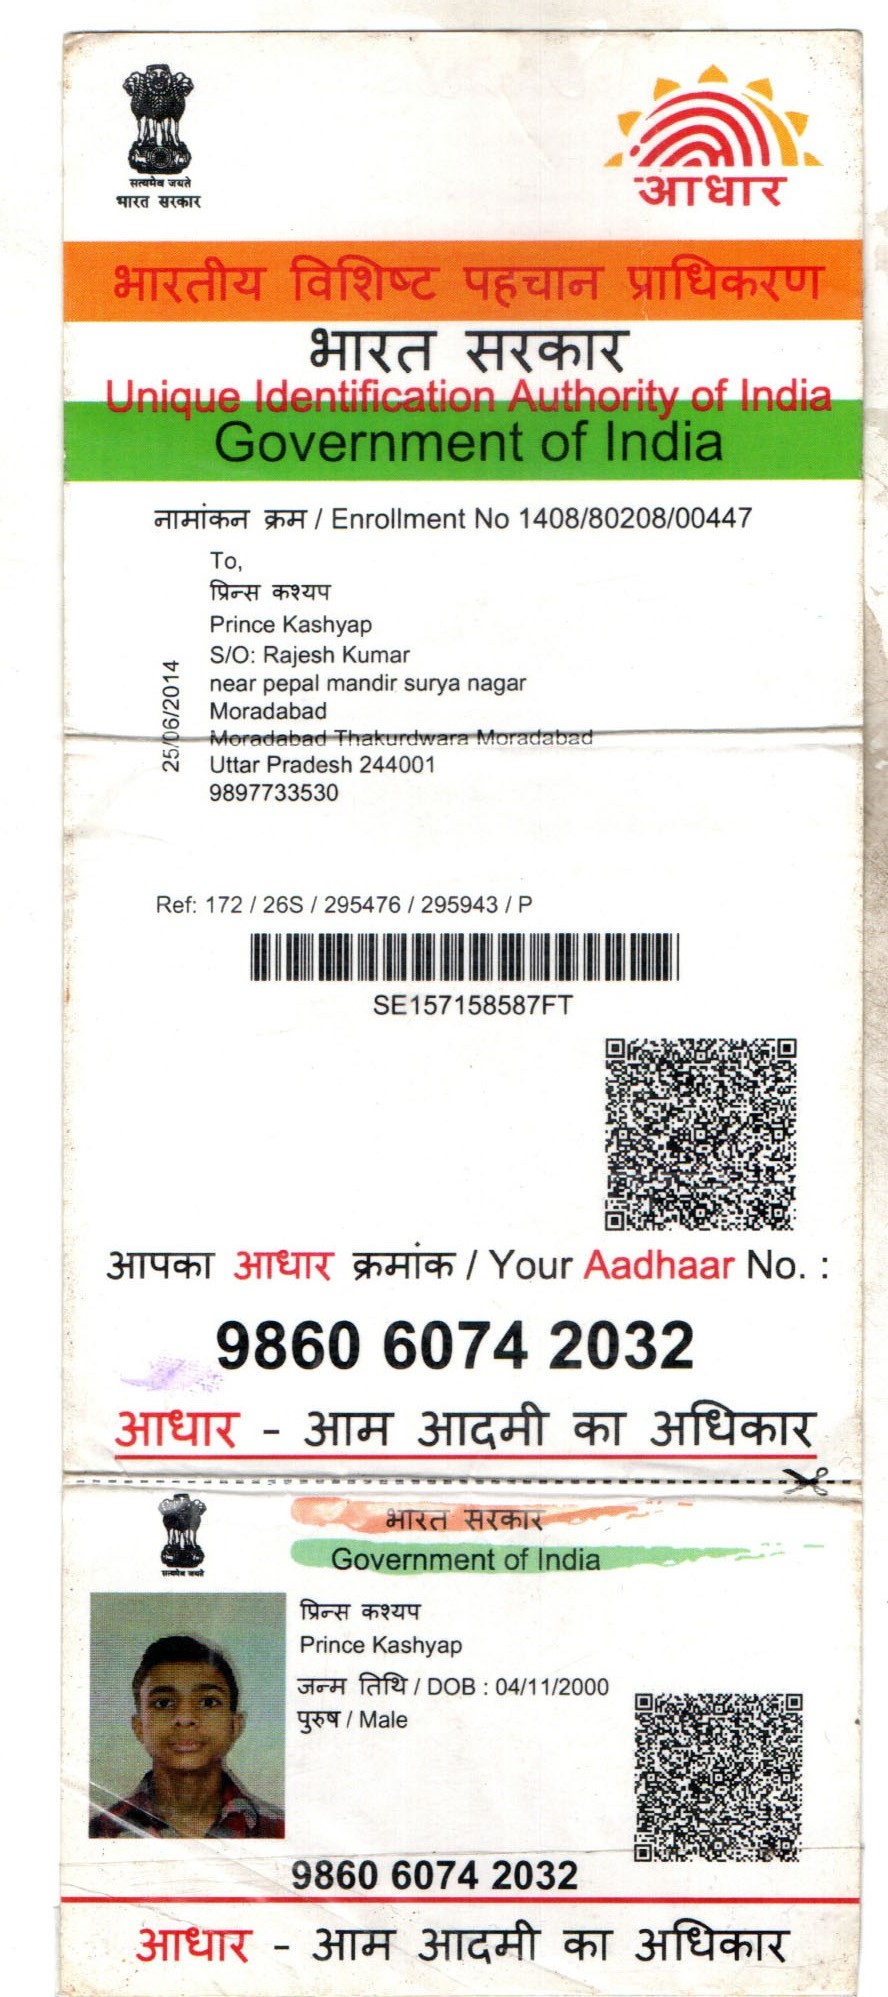 सत्यमेव जयते
भारत सरकार
आधार
भारतीय विशिष्ट पहचान प्राधिकरण
भारत सरकार
Unique Identification Authority of India
Government of India
नामांकन क्रम / Enrollment No 1408/80208/00447
To,
प्रिन्स कश्यप
Prince Kashyap
S/O: Rajesh Kumar
near pepal mandir surya nagar
Moradabad
Moradabad Thakurdwara Moradabad
Uttar Pradesh 244001
9897733530
25/06/2014
Ref: 172 / 26S / 295476 / 295943 / P
SE157158587FT
आपका आधार क्रमांक / Your Aadhaar No. :
9860 6074 2032
आधार - आम आदमी का अधिकार
भारत सरकार
Government of India
सत्यमेव जयते
प्रिन्स कश्यप
Prince Kashyap
जन्म तिथि / DOB : 04/11/2000
पुरुष / Male
9860 6074 2032
आधार - आम आदमी का अधिकार